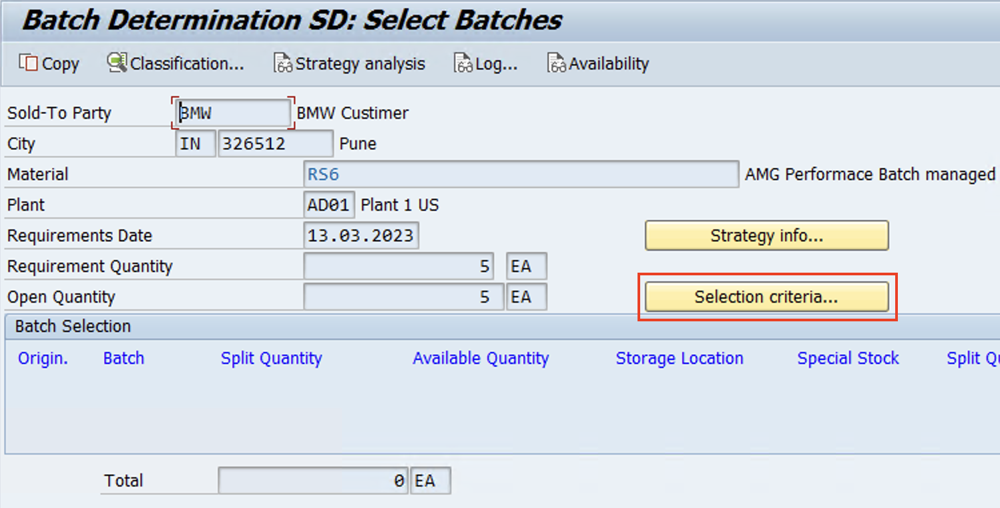 Batch Determination SD: Select Batches
Copy Classification... Strategy analysis Log... Availability
Sold-To Party BMW BMW Custimer
City IN 326512 Pune
Material RS6 AMG Performace Batch managed
Plant AD01 Plant 1 US
Requirements Date 13.03.2023 Strategy info...
Requirement Quantity 5 EA
Open Quantity 5 EA Selection criteria...
Batch Selection
Origin. Batch Split Quantity Available Quantity Storage Location Special Stock Split
Total 0 EA